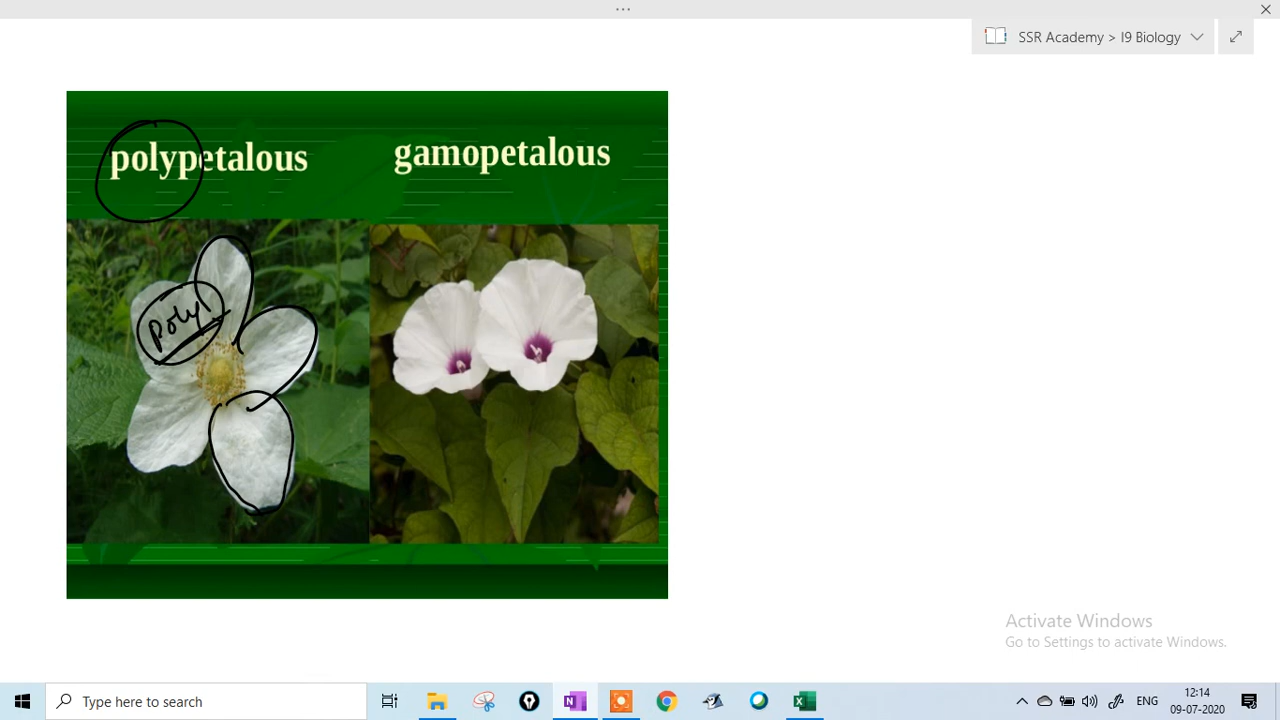 SSR Academy > I9 Biology
polypetalous
gamopetalous
poly
Activate Windows
Go to Settings to activate Windows.
Type here to search
ENG
12:14
09-07-2020